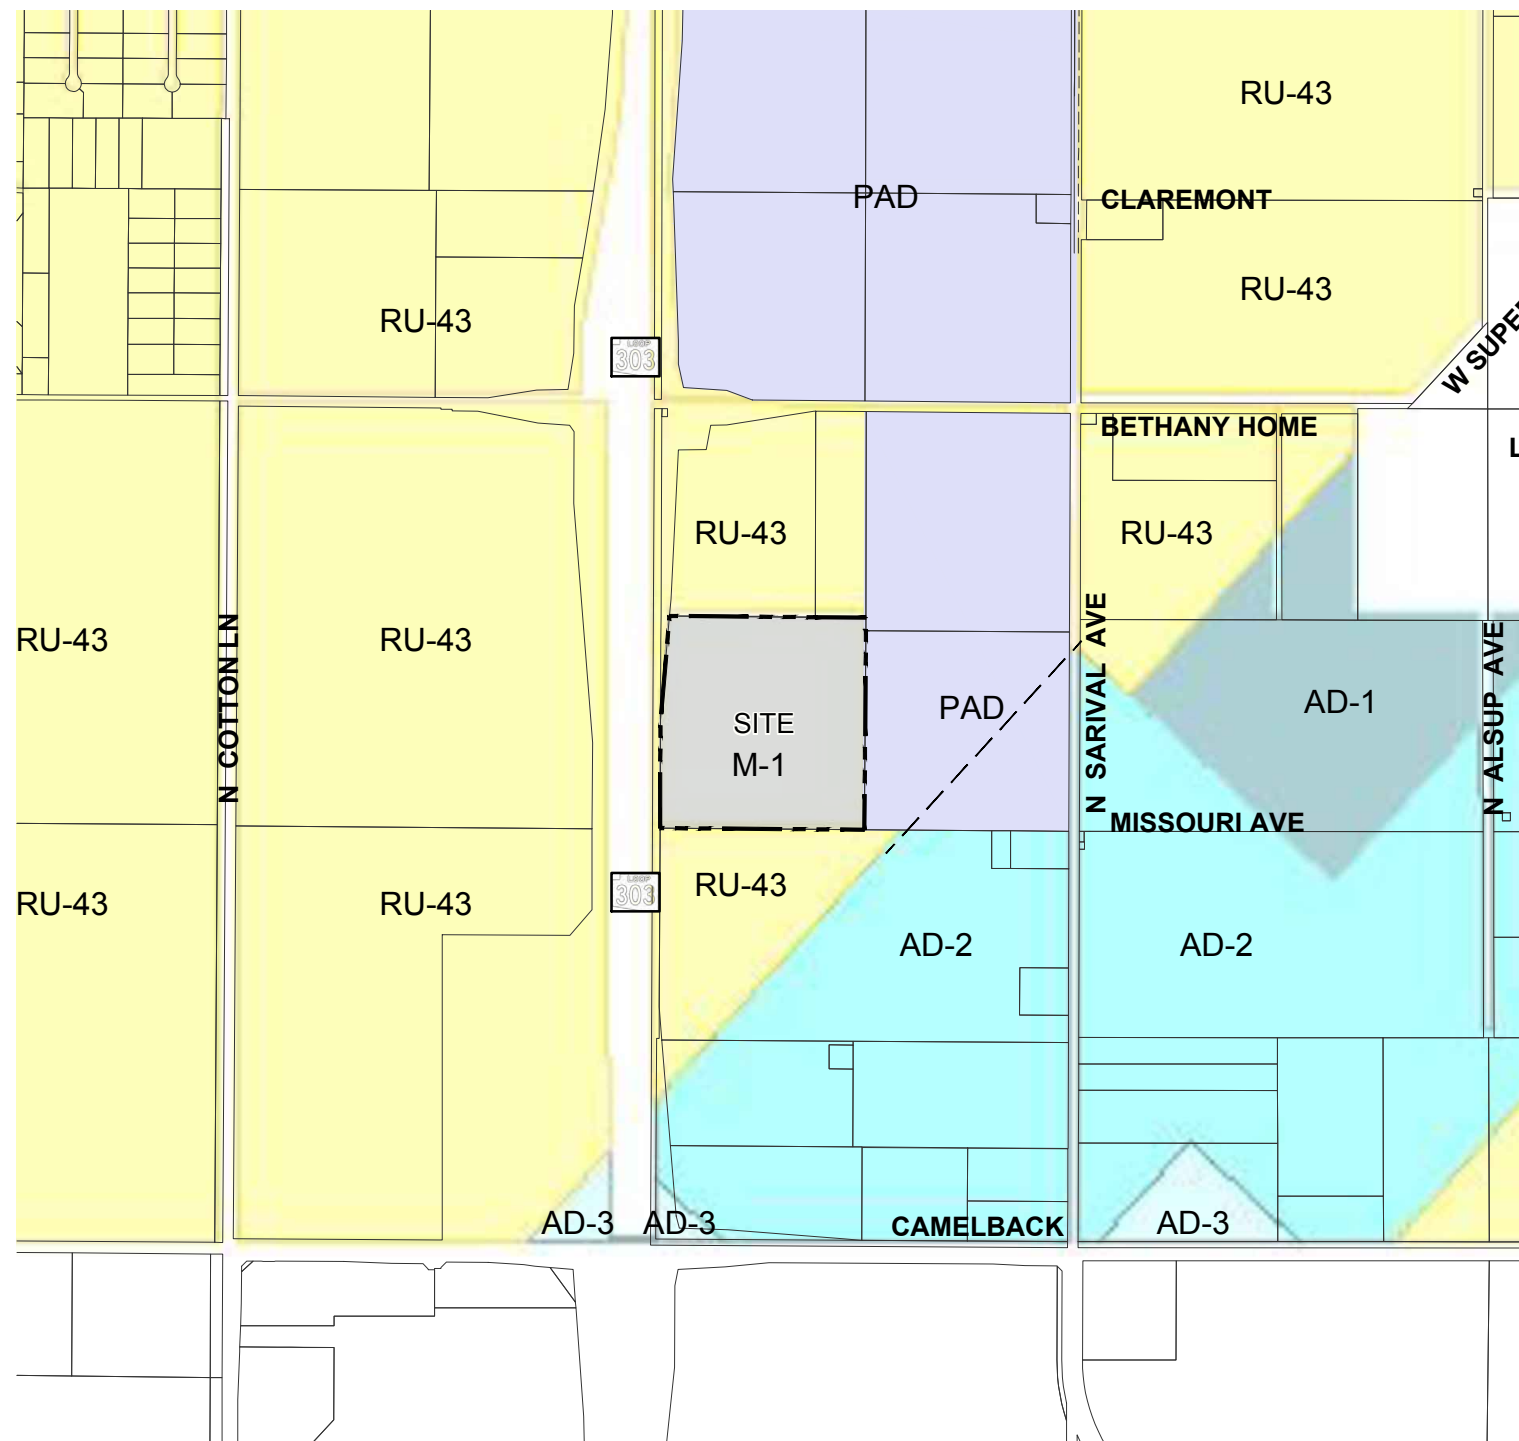 RU-43
PAD
CLAREMONT
RU-43
RU-43
LOOP
303
W SUPE
BETHANY HOME
L
RU-43
RU-43
RU-43
RU-43
N COTTON LN
SITE
M-1
PAD
N SARIVAL AVE
AD-1
N ALSUP AVE
MISSOURI AVE
RU-43
RU-43
LOOP
303
RU-43
AD-2
AD-2
AD-3
AD-3
CAMELBACK
AD-3